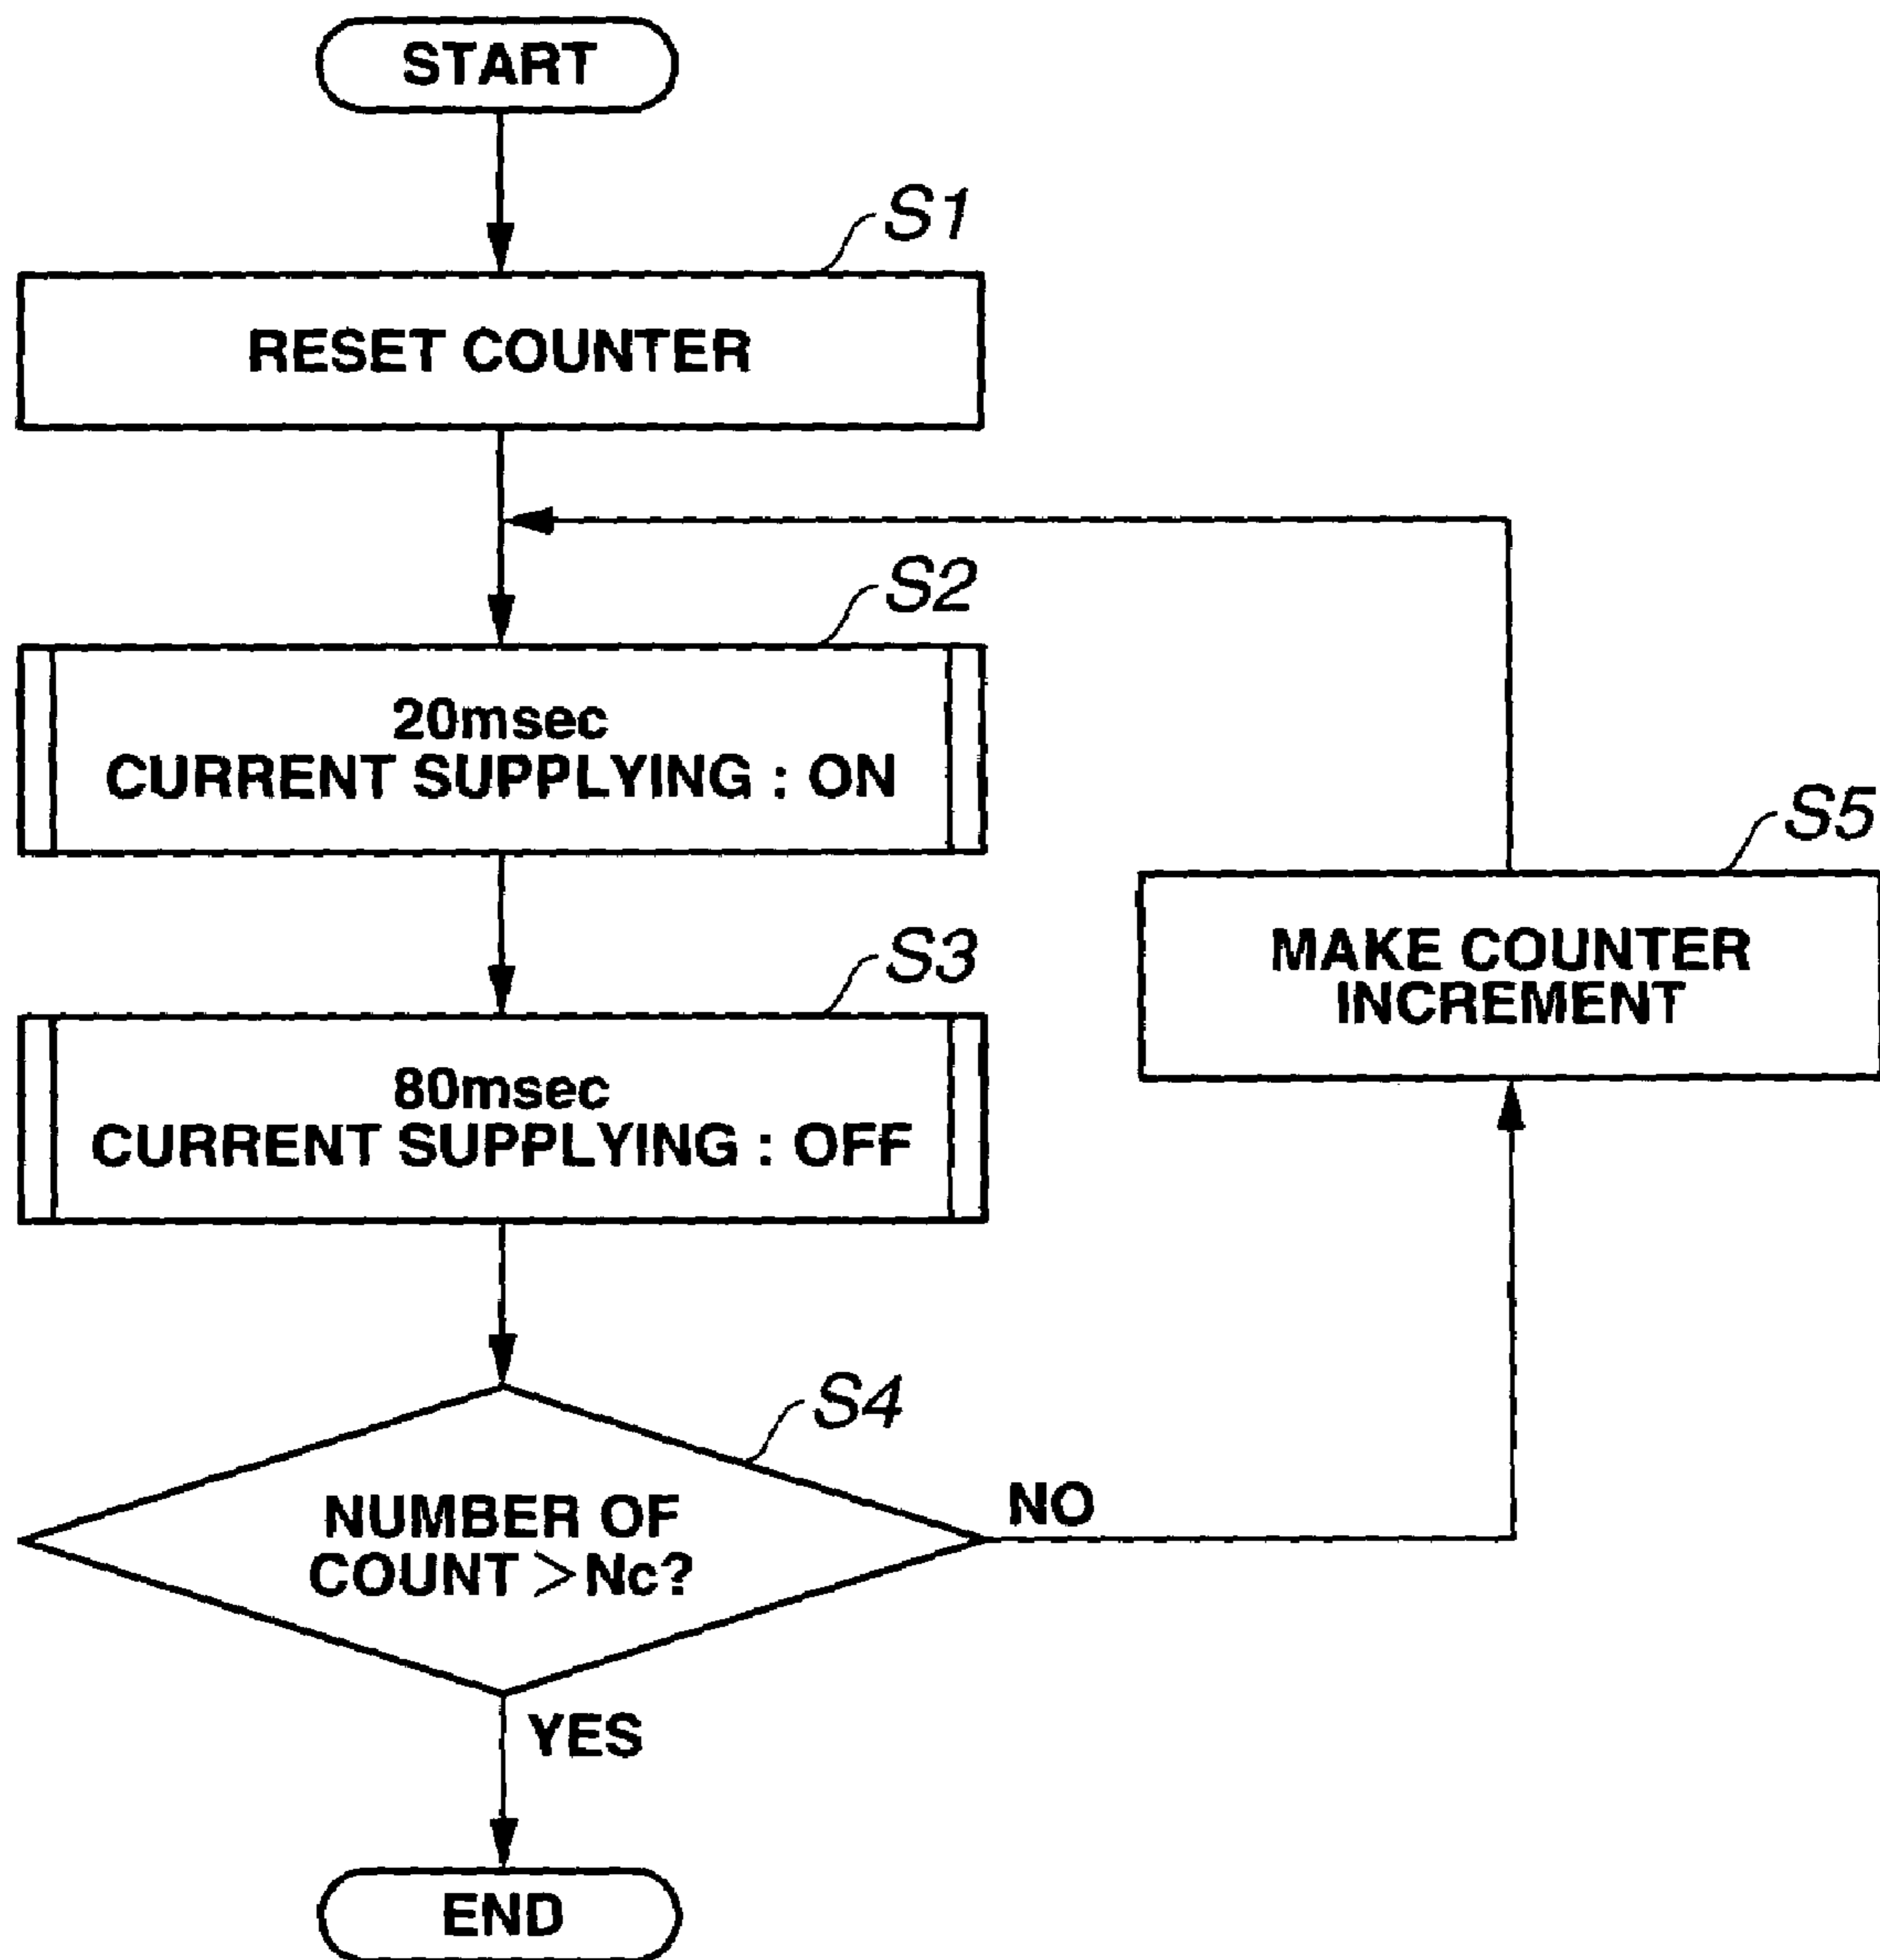 START
S1
RESET COUNTER
S2
20msec
CURRENT SUPPLYING : ON
S3
80msec
CURRENT SUPPLYING : OFF
S4
NUMBER OF
COUNT > Nc?
NO
S5
MAKE COUNTER
INCREMENT
YES
END